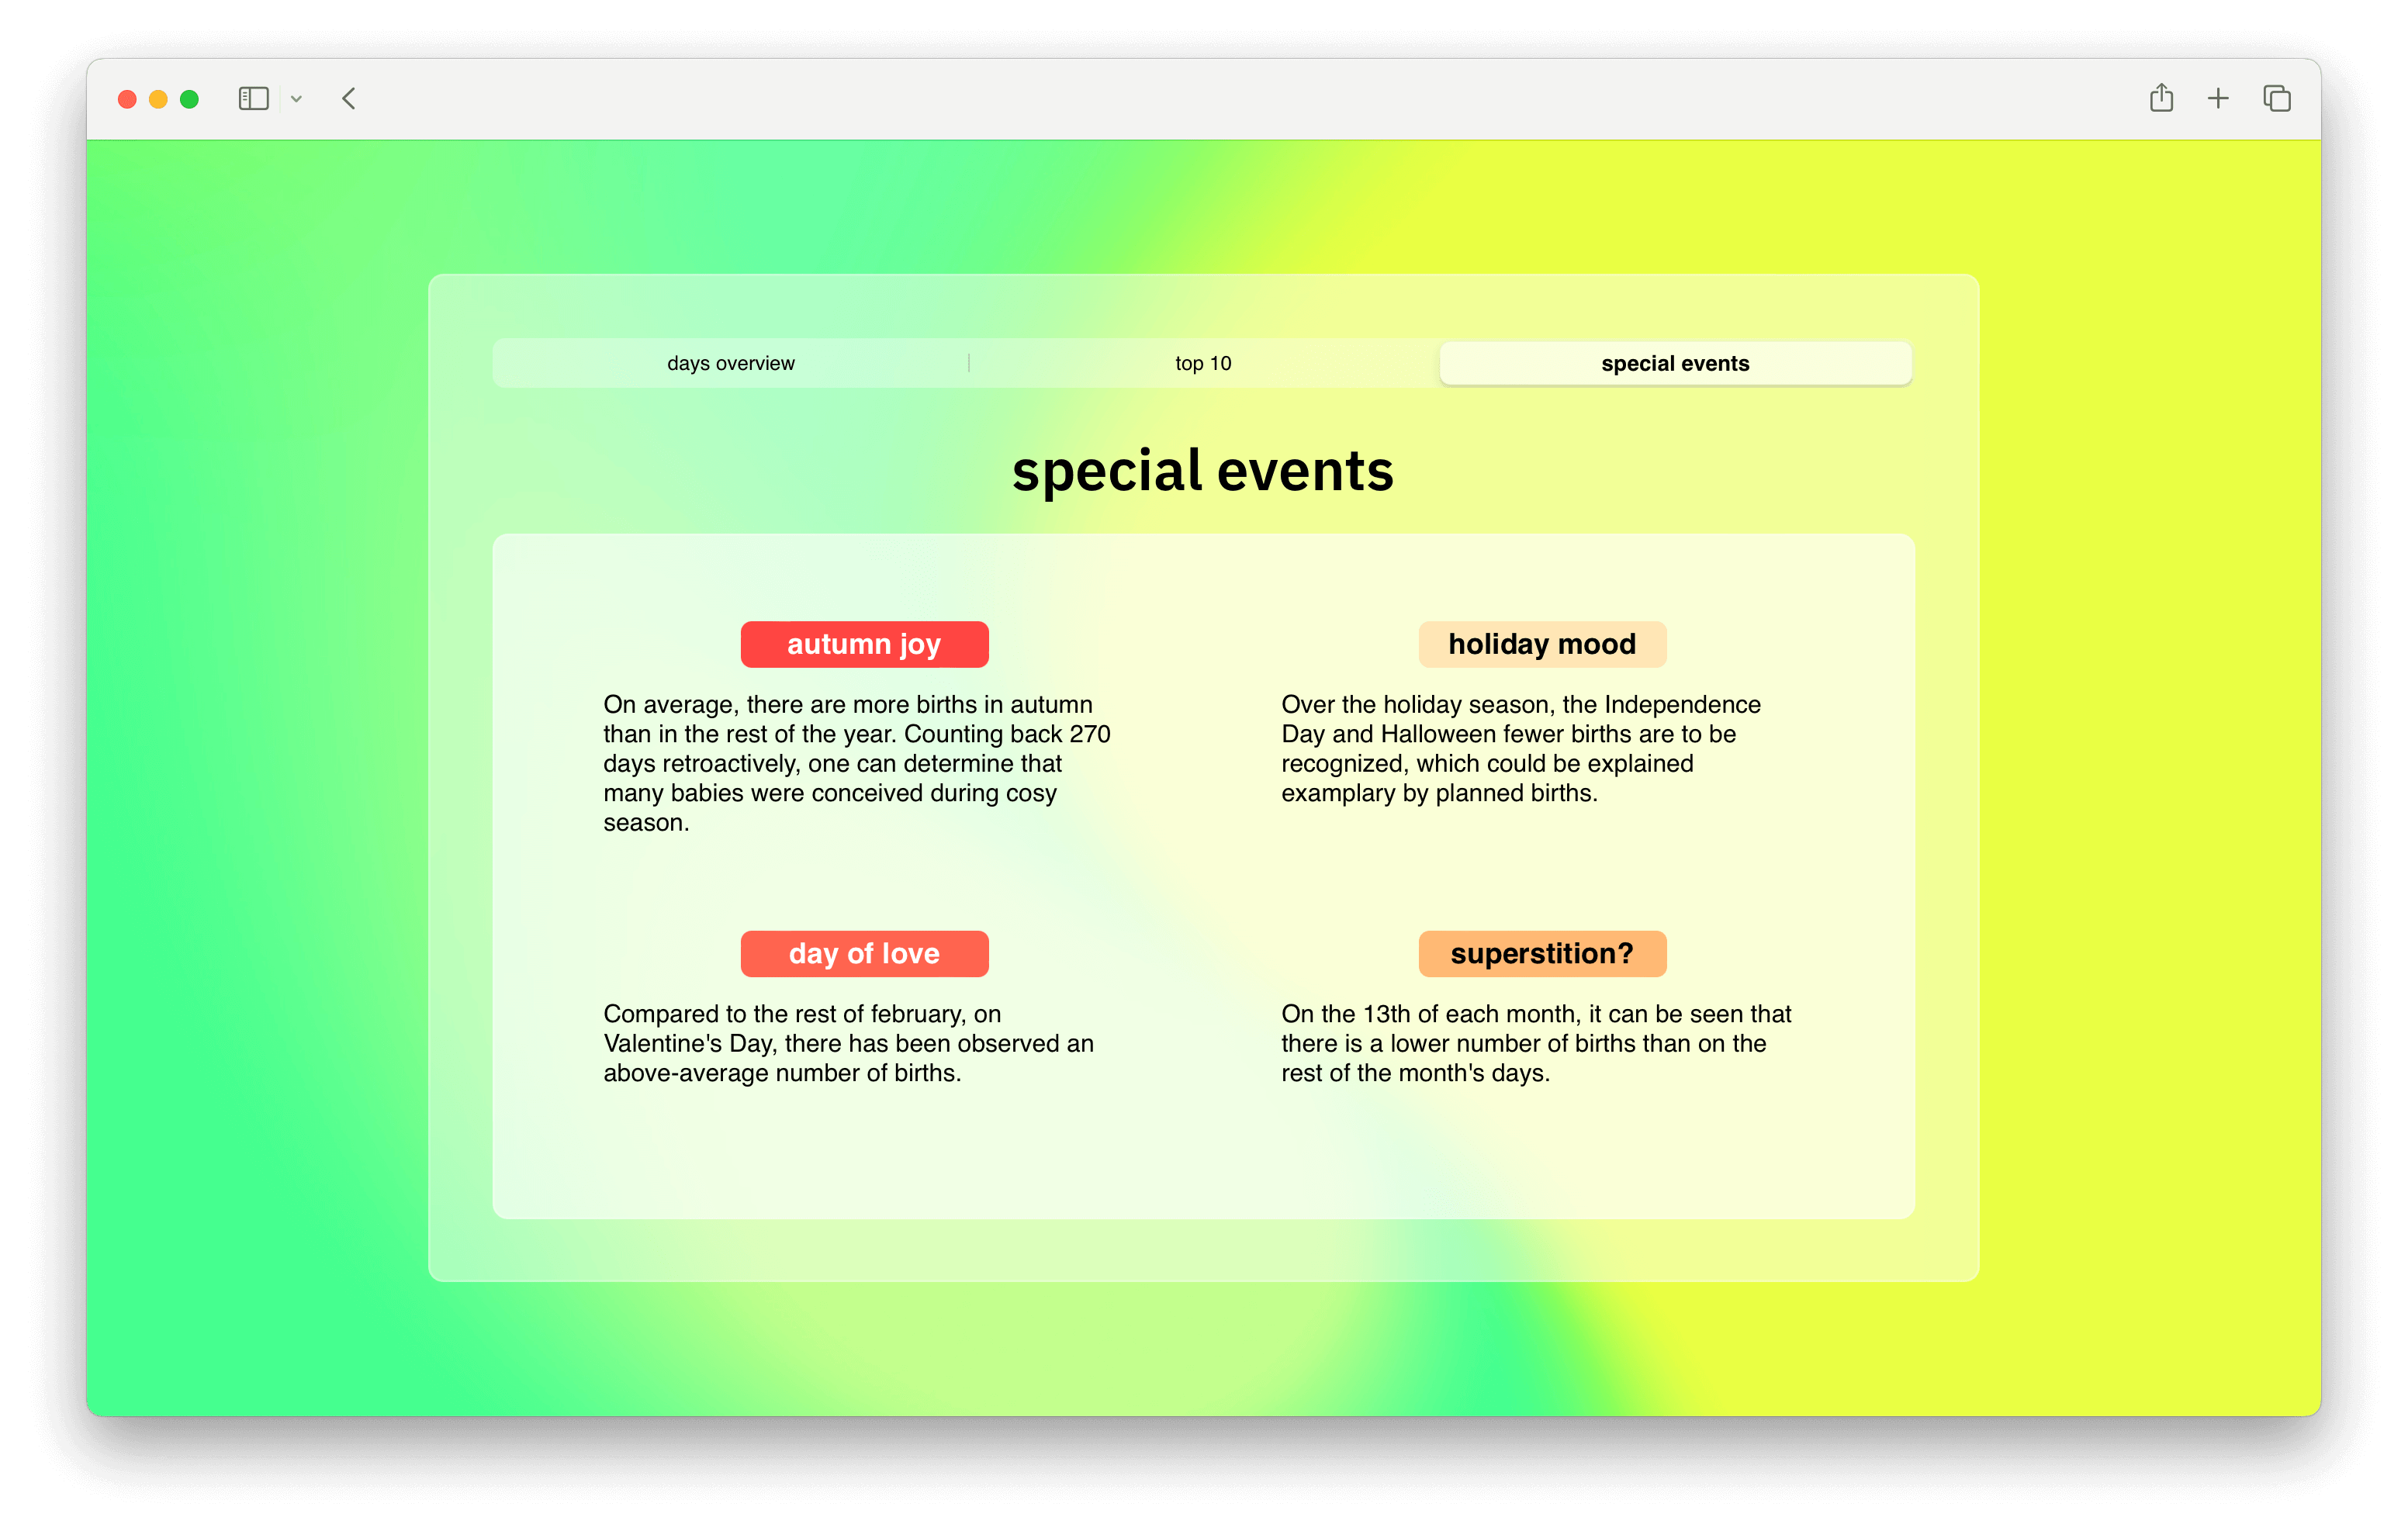 days overview
top 10
special events
special events
autumn joy
On average, there are more births in autumn
than in the rest of the year. Counting back 270
days retroactively, one can determine that
many babies were conceived during cosy
season.
holiday mood
Over the holiday season, the Independence
Day and Halloween fewer births are to be
recognized, which could be explained
examplary by planned births.
day of love
Compared to the rest of february, on
Valentine's Day, there has been observed an
above-average number of births.
superstition?
On the 13th of each month, it can be seen that
there is a lower number of births than on the
rest of the month's days.